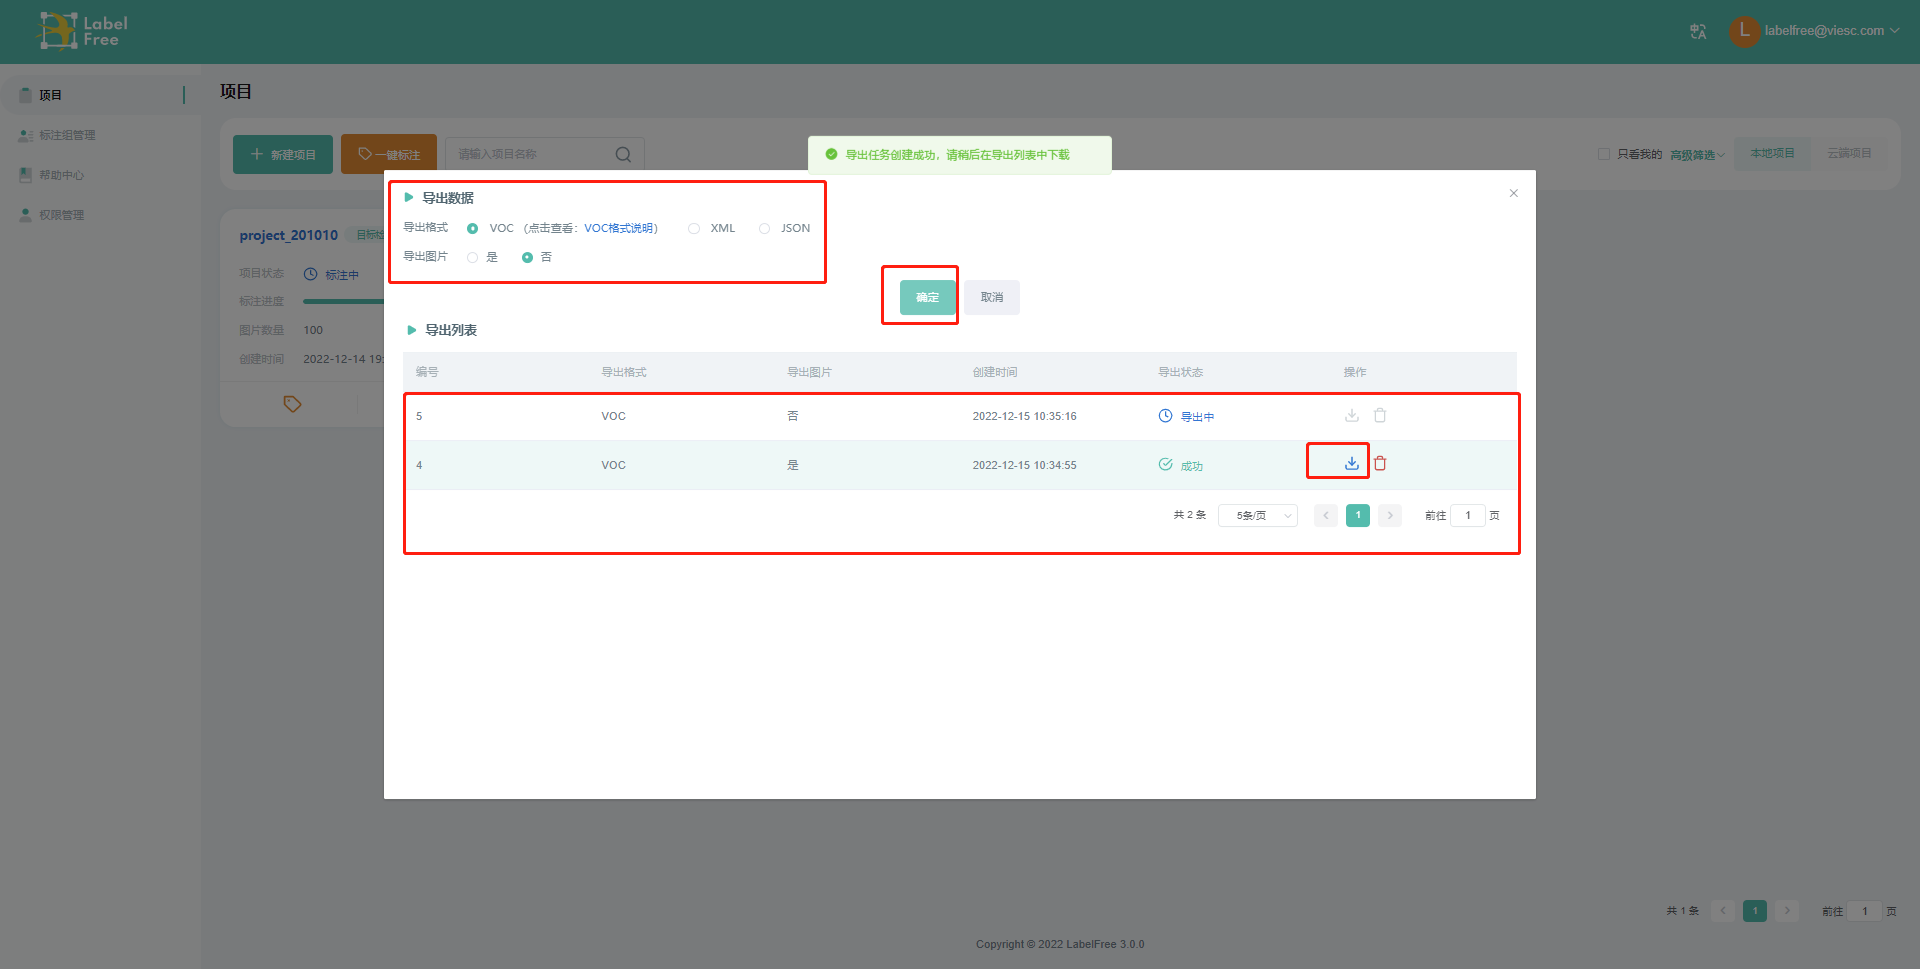 Label
Free
中A
L
labelfree@viesc.com
项目
标注组管理
帮助中心
权限管理
项目
新建项目
一键标注
请输入项目名称
导出任务创建成功，请稍后在导出列表中下载
只看我的
高级筛选
本地项目
云端项目
project_201010
目标检
项目状态
标注中
标注进度
图片数量
100
创建时间
2022-12-14 19:
导出数据
导出格式 VOC （点击查看：VOC格式说明） XML JSON
导出图片 是 否
确定 取消
导出列表
编号 导出格式 导出图片 创建时间 导出状态 操作
5 VOC 否 2022-12-15 10:35:16 导出中
4 VOC 是 2022-12-15 10:34:55 成功
共 2 条 5条/页 1 前往 1 页
共 1 条 1 前往 1 页
Copyright © 2022 LabelFree 3.0.0